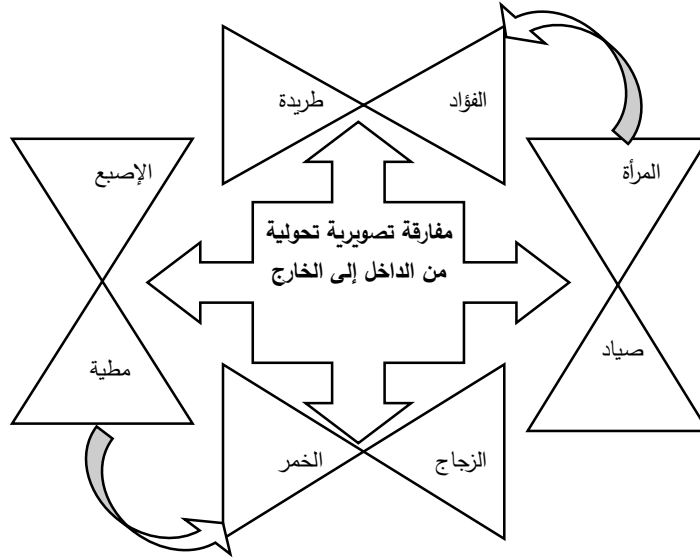 الفؤاد
طريدة
المرأة
الإصبع
مفارقة تصويرية تحولية
من الداخل إلى الخارج
صياد
مطية
الزجاج
الخمر